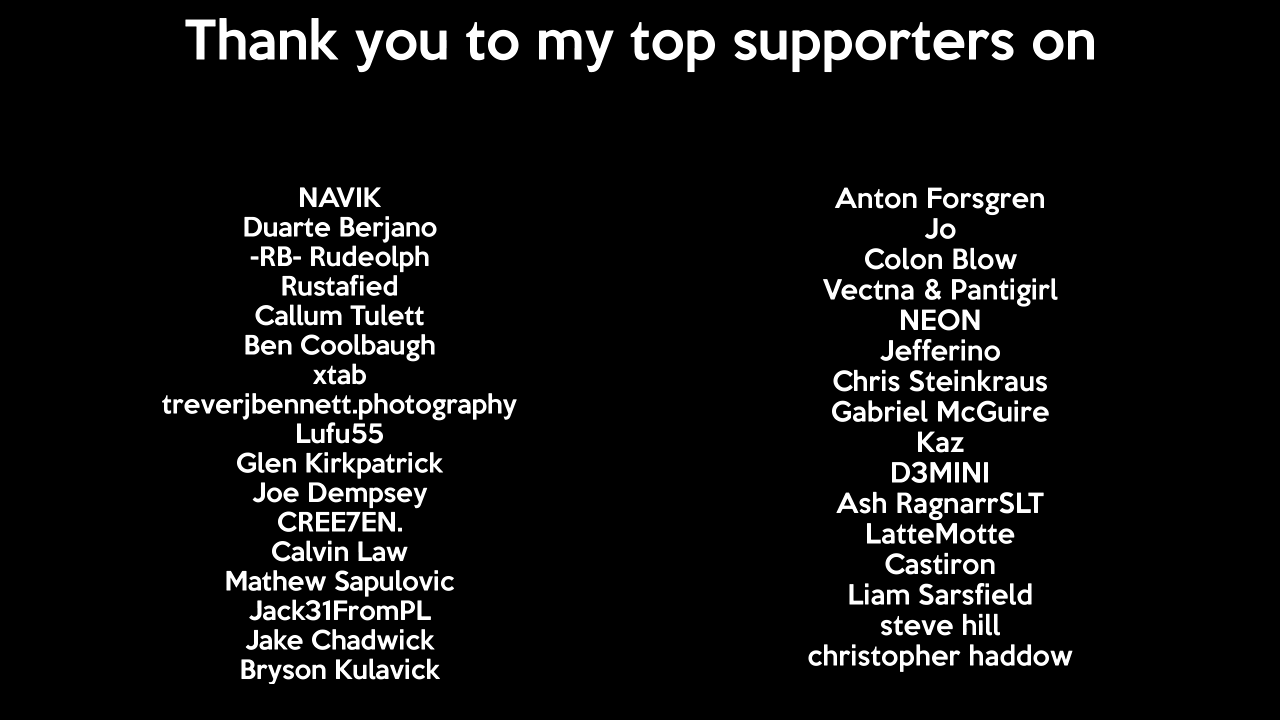 Thank you to my top supporters on
NAVIK
Duarte Berjano
-RB- Rudeolph
Rustafied
Callum Tulett
Ben Coolbaugh
xtab
treverjbennett.photography
Lufu55
Glen Kirkpatrick
Joe Dempsey
CREE7EN.
Calvin Law
Mathew Sapulovic
Jack31FromPL
Jake Chadwick
Bryson Kulavick
Anton Forsgren
Jo
Colon Blow
Vectna & Pantigirl
NEON
Jefferino
Chris Steinkraus
Gabriel McGuire
Kaz
D3MINI
Ash RagnarrSLT
LatteMotte
Castiron
Liam Sarsfield
steve hill
christopher haddow